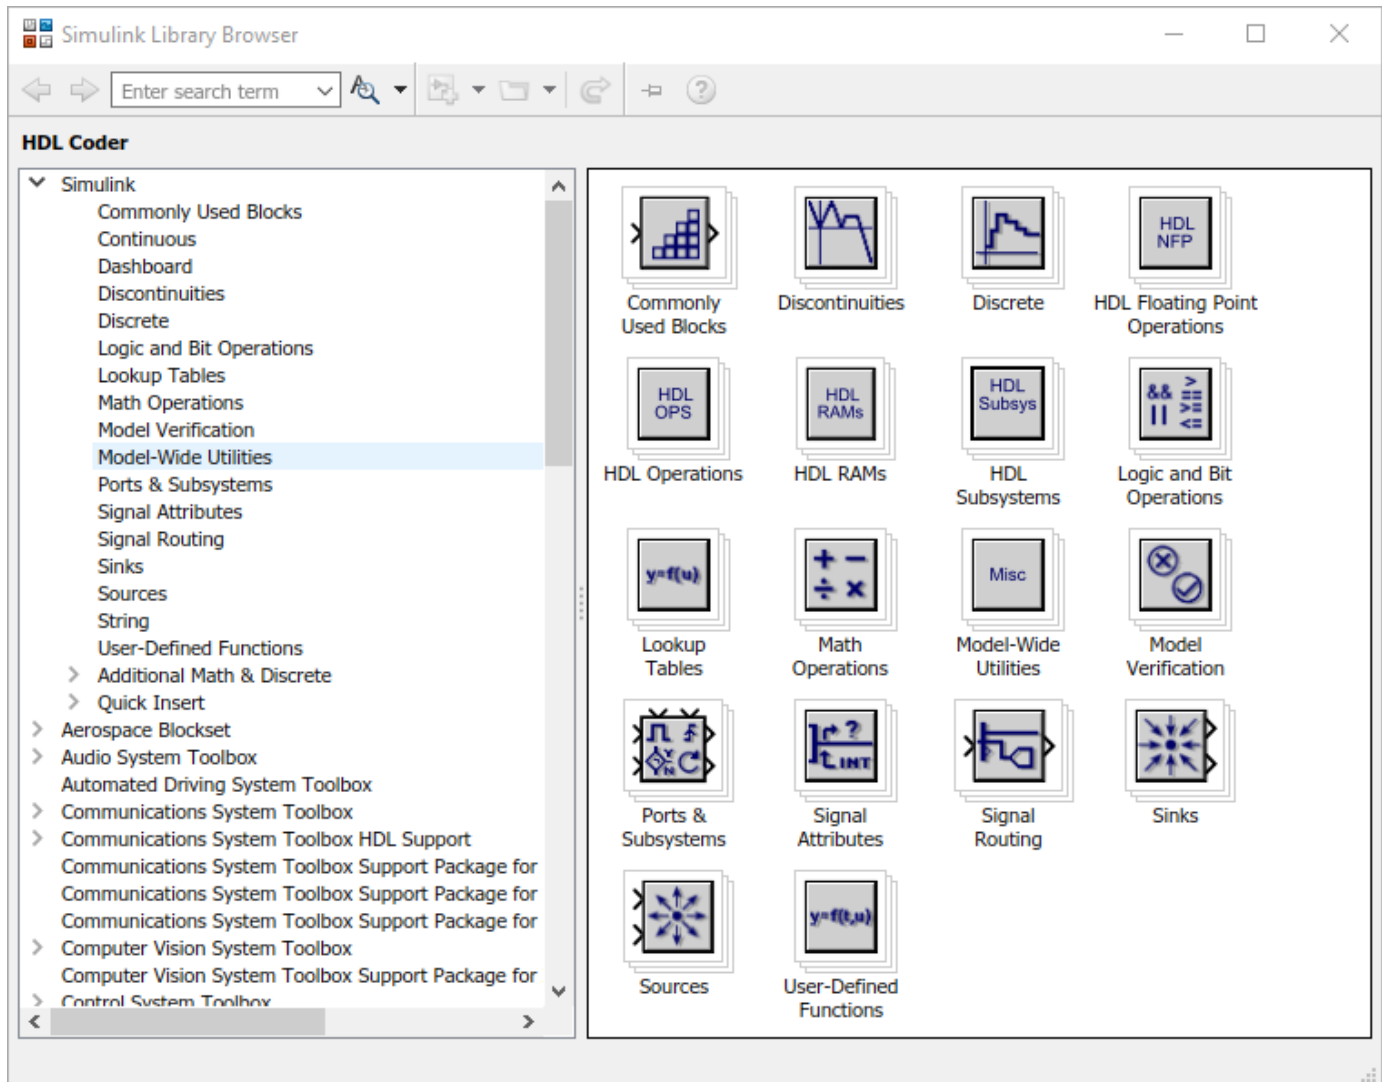 Simulink Library Browser
Enter search term
HDL Coder
Simulink
Commonly Used Blocks
Continuous
Dashboard
Discontinuities
Discrete
Logic and Bit Operations
Lookup Tables
Math Operations
Model Verification
Model-Wide Utilities
Ports & Subsystems
Signal Attributes
Signal Routing
Sinks
Sources
String
User-Defined Functions
Additional Math & Discrete
Quick Insert
Aerospace Blockset
Audio System Toolbox
Automated Driving System Toolbox
Communications System Toolbox
Communications System Toolbox HDL Support
Communications System Toolbox Support Package for
Communications System Toolbox Support Package for
Communications System Toolbox Support Package for
Computer Vision System Toolbox
Computer Vision System Toolbox Support Package for
Control System Toolbox
Commonly
Used Blocks
Discontinuities
Discrete
HDL
NFP
HDL Floating Point
Operations
HDL
OPS
HDL Operations
HDL
RAMs
HDL RAMs
HDL
Subsys
HDL
Subsystems
&& > ==
|| >= <=
Logic and Bit
Operations
y=f(u)
Lookup
Tables
+ −
÷ ×
Math
Operations
Misc
Model-Wide
Utilities
Model
Verification
Y
N
Ports &
Subsystems
?
INT
Signal
Attributes
Signal
Routing
Sinks
Sources
y=f(t,u)
User-Defined
Functions